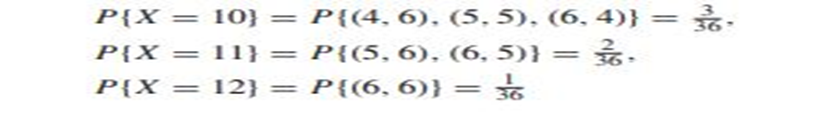 P{X = 10} = P{(4, 6), (5, 5), (6, 4)} = 3/36,
P{X = 11} = P{(5, 6), (6, 5)} = 2/36,
P{X = 12} = P{(6, 6)} = 1/36